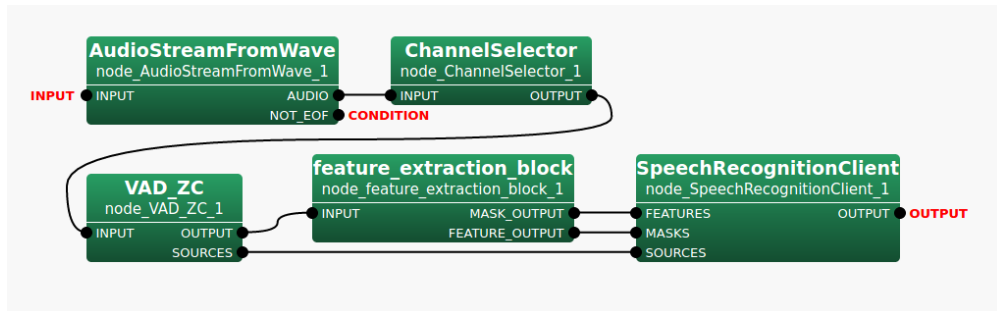 AudioStreamFromWave
node_AudioStreamFromWave_1
INPUT INPUT AUDIO
NOT_EOF CONDITION
ChannelSelector
node_ChannelSelector_1
INPUT OUTPUT
VAD_ZC
node_VAD_ZC_1
INPUT OUTPUT
SOURCES
feature_extraction_block
node_feature_extraction_block_1
INPUT MASK_OUTPUT
FEATURE_OUTPUT
SpeechRecognitionClient
node_SpeechRecognitionClient_1
FEATURES OUTPUT OUTPUT
MASKS
SOURCES